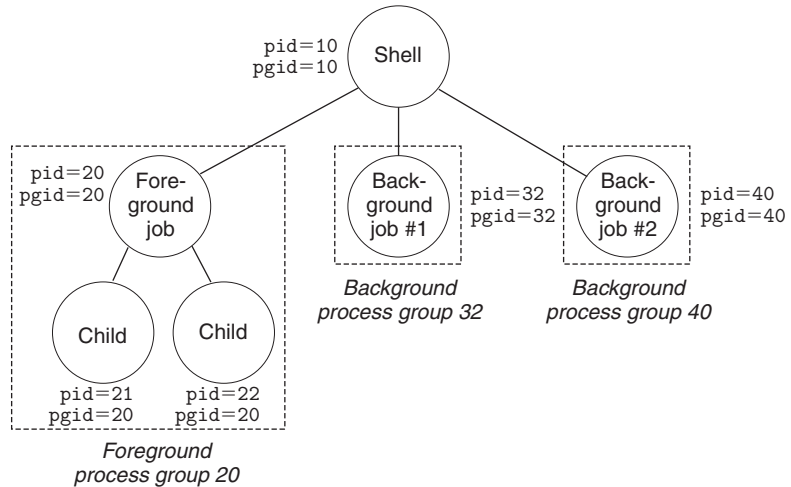 pid=10
pgid=10
Shell
pid=20
pgid=20
Fore-
ground
job
Back-
ground
job #1
pid=32
pgid=32
Back-
ground
job #2
pid=40
pgid=40
Background
process group 32
Background
process group 40
Child
Child
pid=21
pgid=20
pid=22
pgid=20
Foreground
process group 20